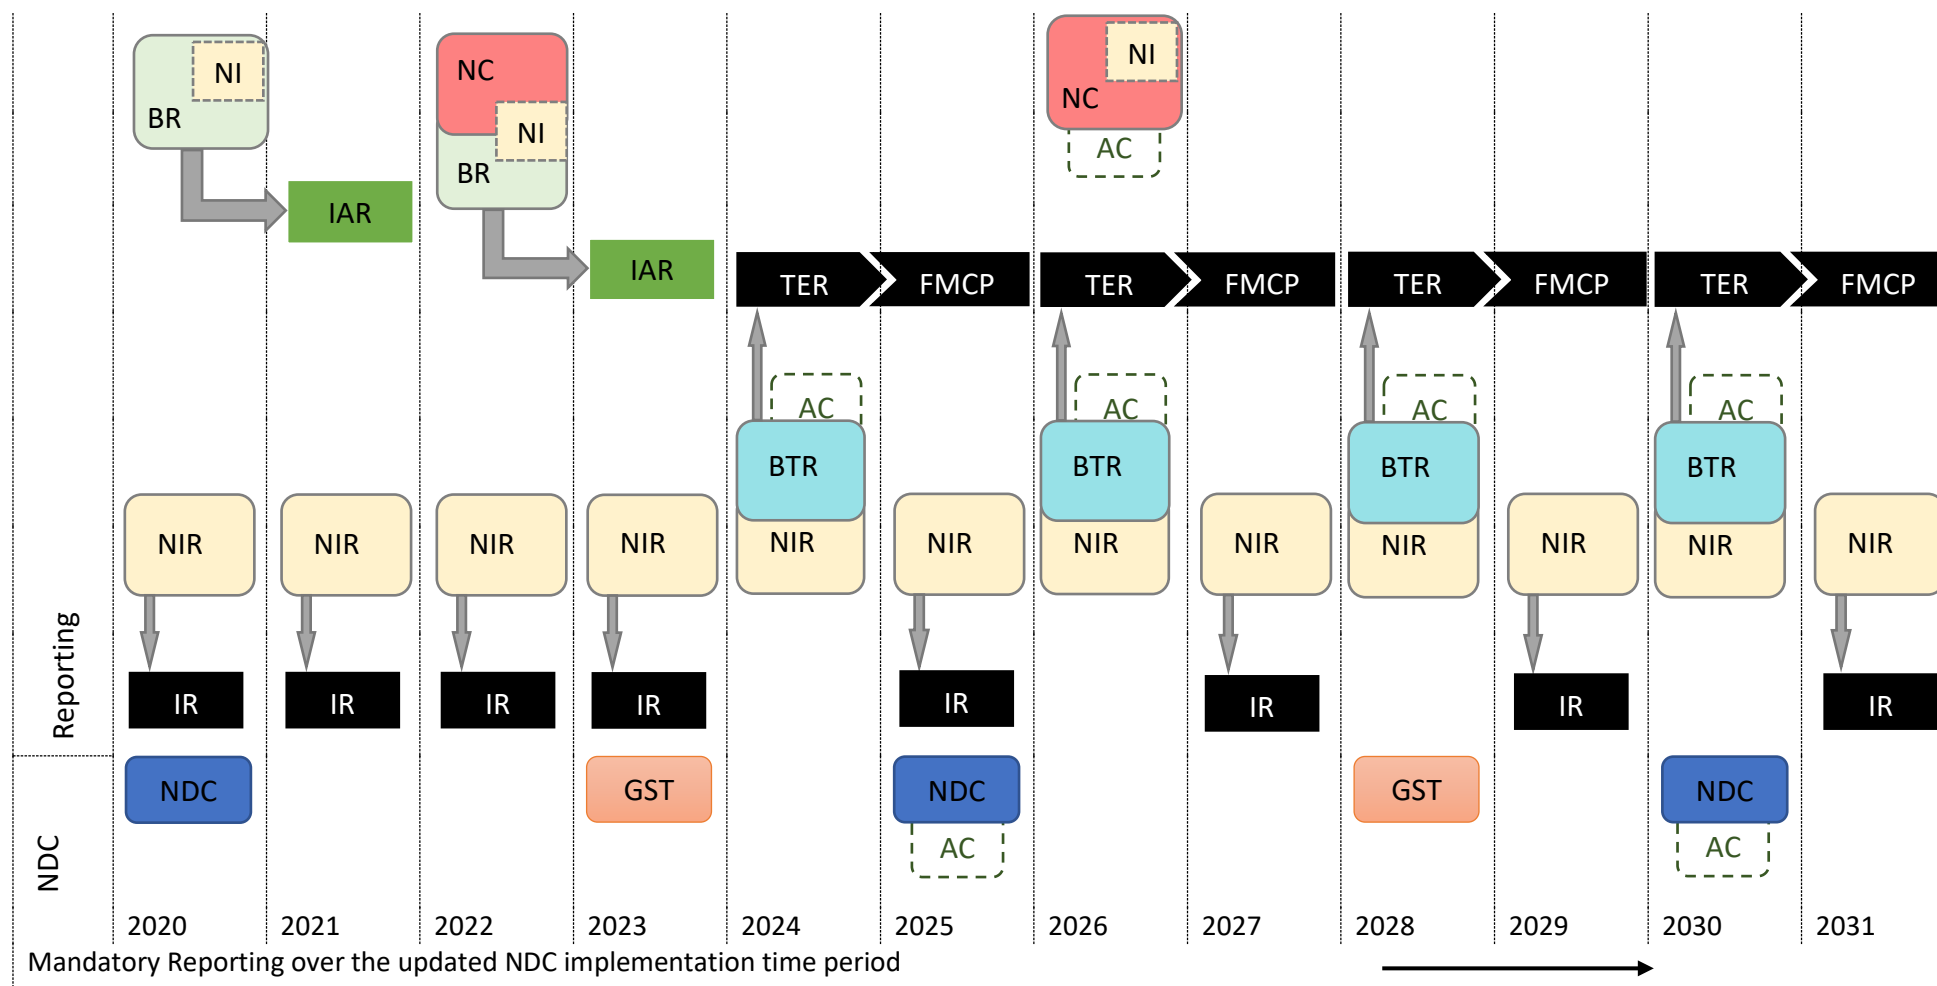 NI
BR
NC
NI
BR
NI
NC
AC
IAR
IAR
TER FMCP TER FMCP TER FMCP TER FMCP
AC AC AC AC
BTR BTR BTR BTR
NIR NIR NIR NIR NIR NIR NIR NIR NIR NIR NIR NIR
Reporting
IR IR IR IR IR IR IR IR
NDC GST NDC GST NDC
AC AC
NDC
2020 2021 2022 2023 2024 2025 2026 2027 2028 2029 2030 2031
Mandatory Reporting over the updated NDC implementation time period